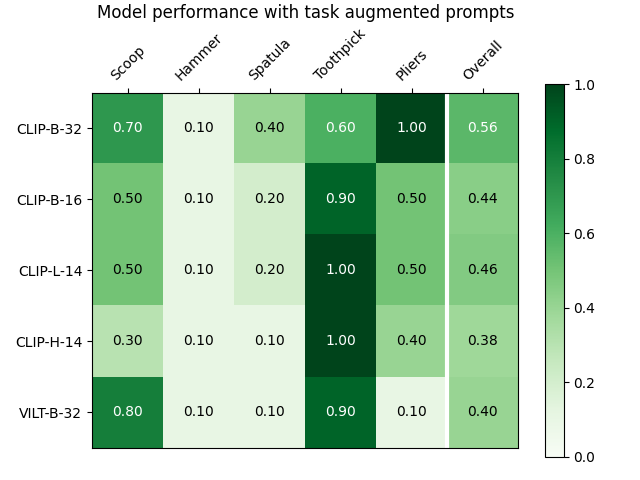 Model performance with task augmented prompts
Scoop Hammer Spatula Toothpick Pliers Overall
CLIP-B-32 0.70 0.10 0.40 0.60 1.00 0.56
CLIP-B-16 0.50 0.10 0.20 0.90 0.50 0.44
CLIP-L-14 0.50 0.10 0.20 1.00 0.50 0.46
CLIP-H-14 0.30 0.10 0.10 1.00 0.40 0.38
VILT-B-32 0.80 0.10 0.10 0.90 0.10 0.40
1.0
0.8
0.6
0.4
0.2
0.0